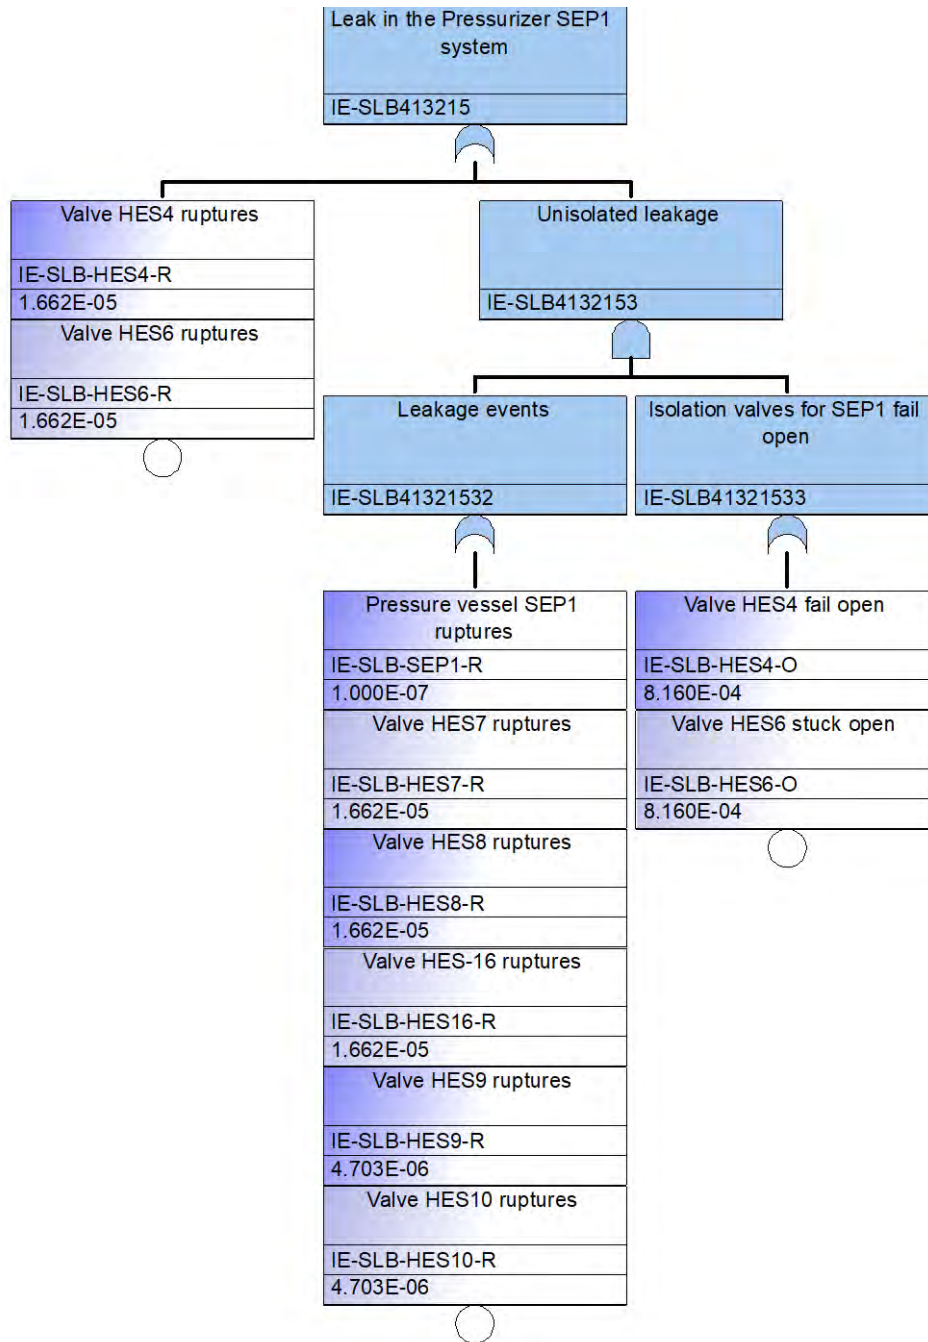 Leak in the Pressurizer SEP1
system
IE-SLB413215
Valve HES4 ruptures
IE-SLB-HES4-R
1.662E-05
Valve HES6 ruptures
IE-SLB-HES6-R
1.662E-05
Unisolated leakage
IE-SLB4132153
Leakage events
IE-SLB41321532
Isolation valves for SEP1 fail
open
IE-SLB41321533
Pressure vessel SEP1
ruptures
IE-SLB-SEP1-R
1.000E-07
Valve HES7 ruptures
IE-SLB-HES7-R
1.662E-05
Valve HES8 ruptures
IE-SLB-HES8-R
1.662E-05
Valve HES-16 ruptures
IE-SLB-HES16-R
1.662E-05
Valve HES9 ruptures
IE-SLB-HES9-R
4.703E-06
Valve HES10 ruptures
IE-SLB-HES10-R
4.703E-06
Valve HES4 fail open
IE-SLB-HES4-O
8.160E-04
Valve HES6 stuck open
IE-SLB-HES6-O
8.160E-04